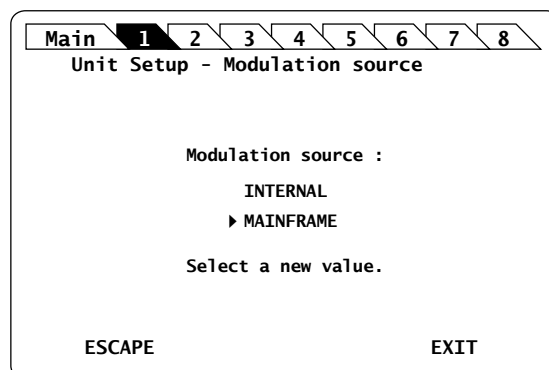 Main 1 2 3 4 5 6 7 8
Unit Setup - Modulation source
Modulation source :
INTERNAL
MAINFRAME
Select a new value.
ESCAPE EXIT